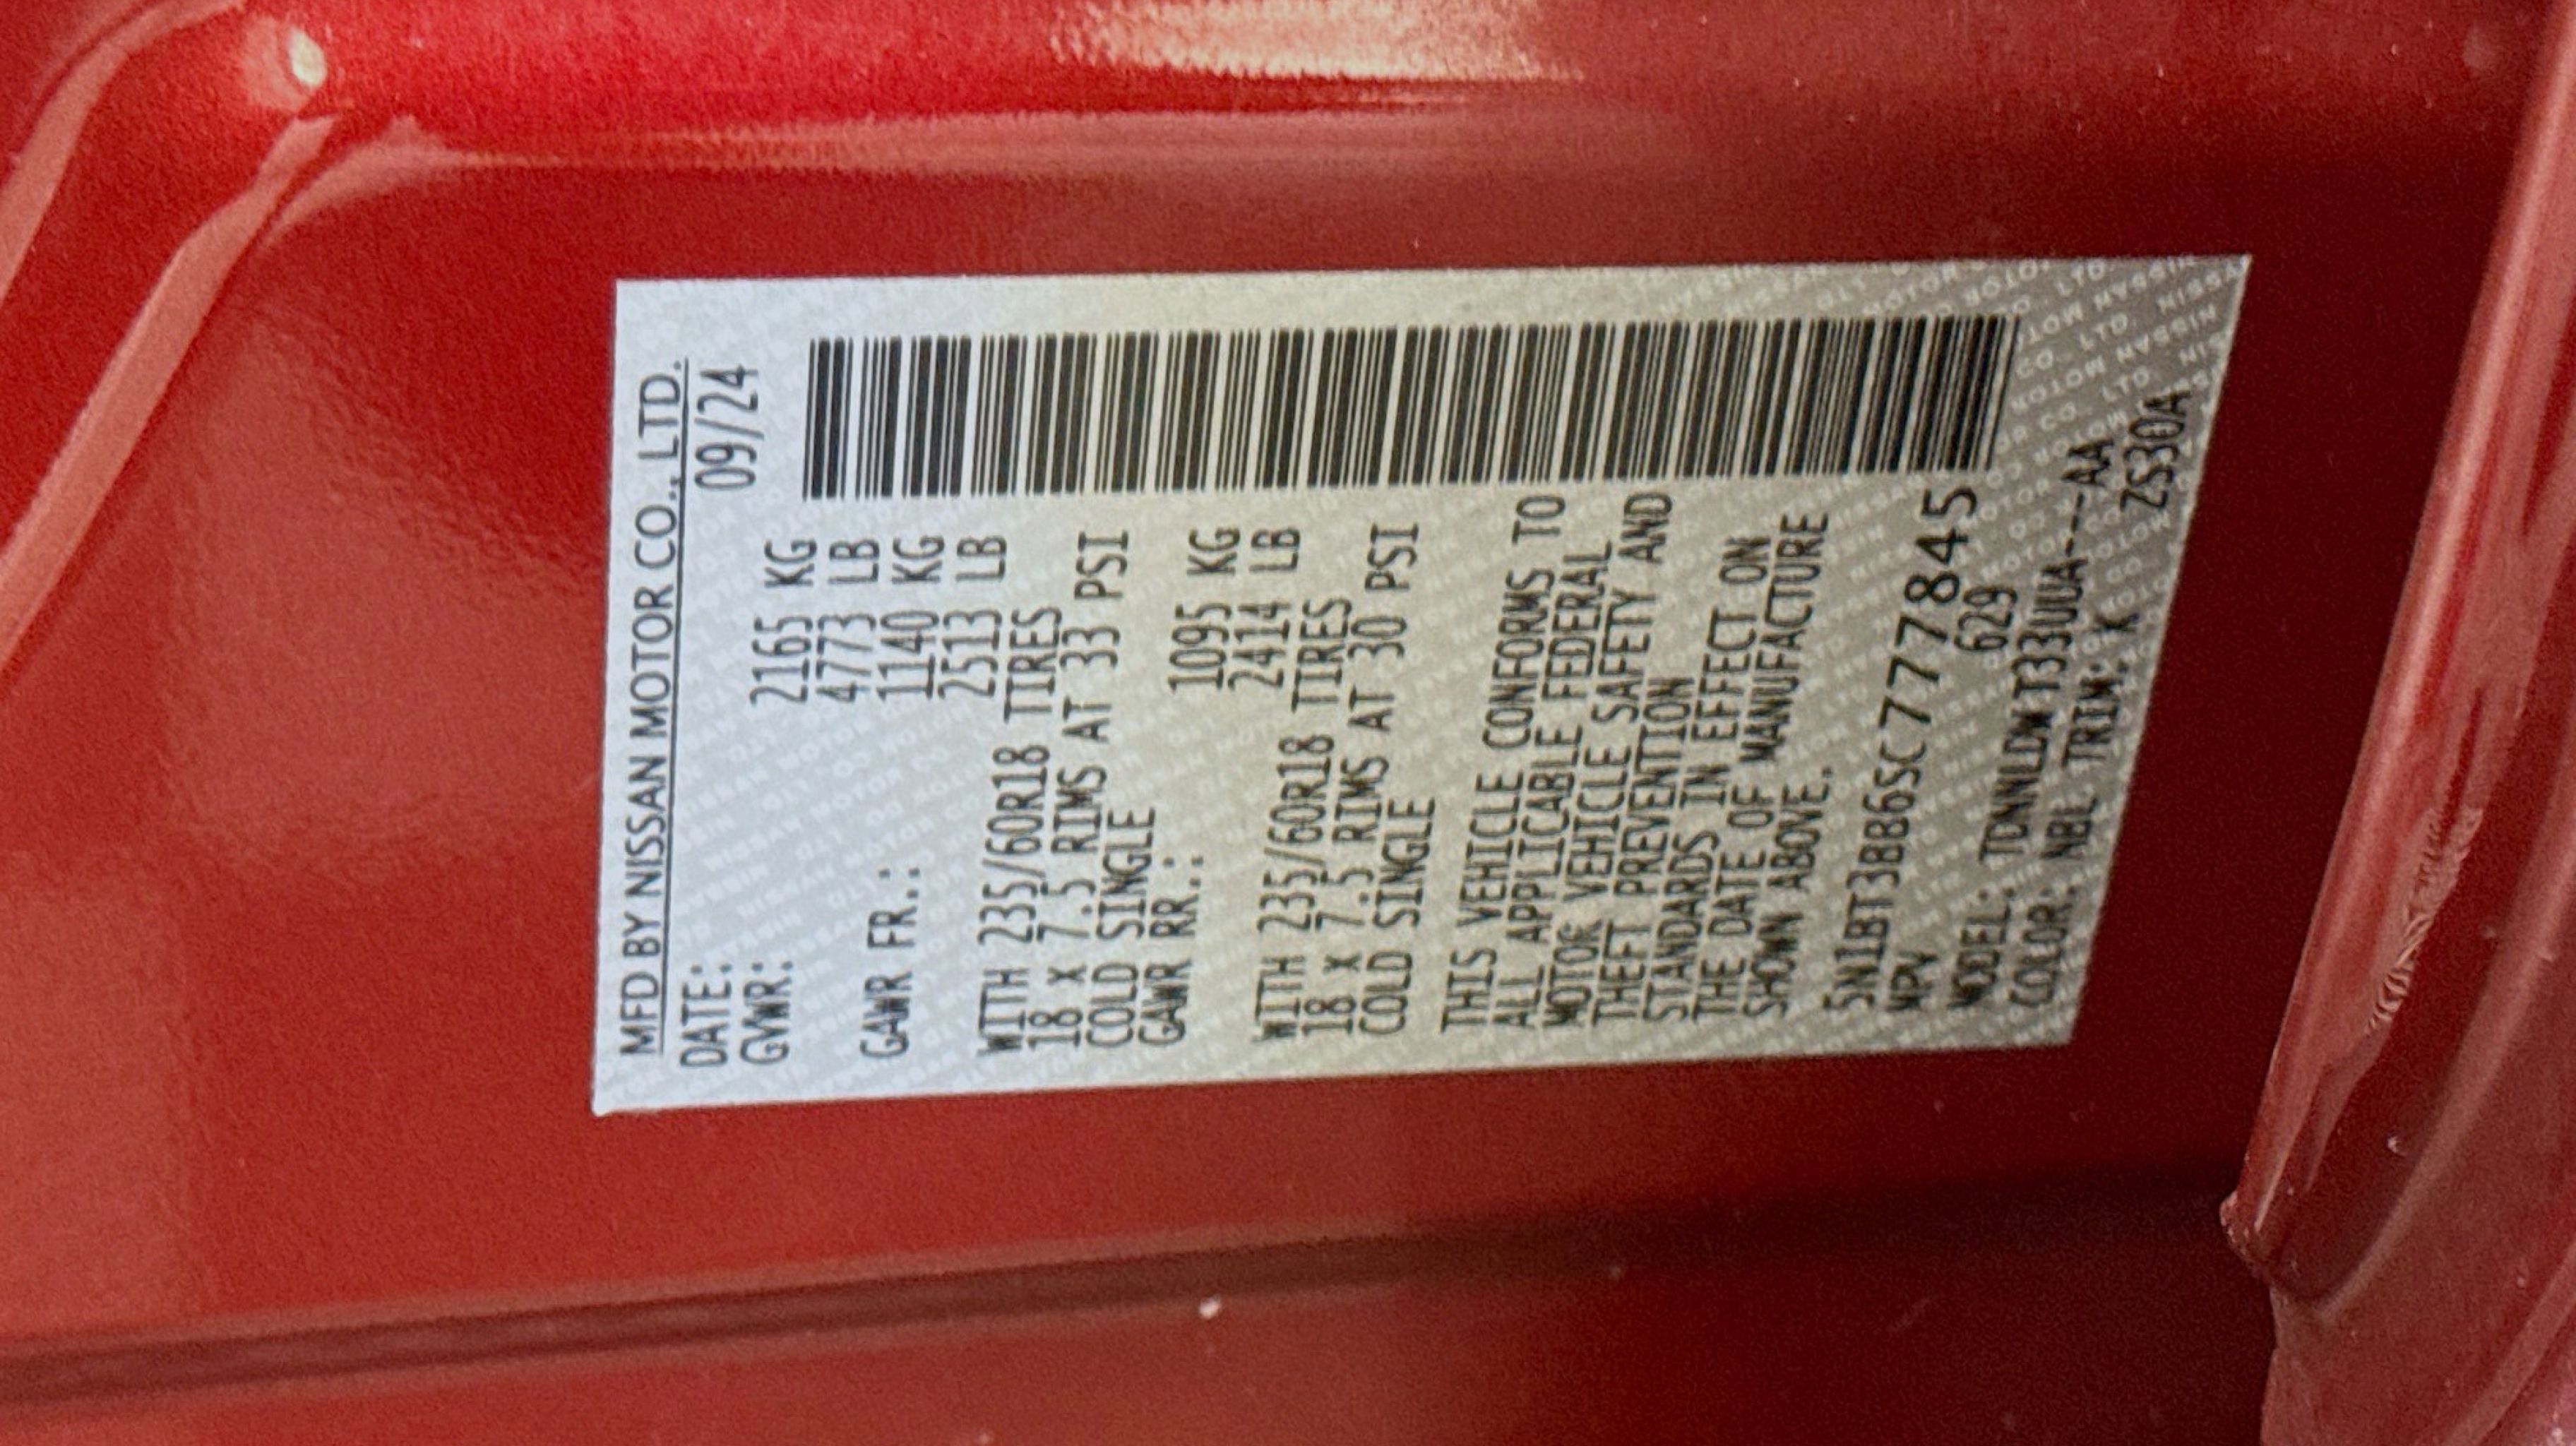 MFD BY NISSAN MOTOR CO., LTD.
DATE: 09/24
GVWR: 2165 KG
4773 LB
GAWR FR.: 1140 KG
2513 LB
WITH 235/60R18 TIRES
18 X 7.5 RIMS AT 33 PSI
COLD SINGLE
GAWR RR.: 1095 KG
2414 LB
WITH 235/60R18 TIRES
18 X 7.5 RIMS AT 30 PSI
COLD SINGLE
THIS VEHICLE CONFORMS TO
ALL APPLICABLE FEDERAL
MOTOR VEHICLE SAFETY AND
THEFT PREVENTION
STANDARDS IN EFFECT ON
THE DATE OF MANUFACTURE
SHOWN ABOVE.
5N1BT3BB6SC777845
MPV 629
MODEL: TDNNLDWT33UUA---AA
COLOR: NBL TRIM: K ZS30A